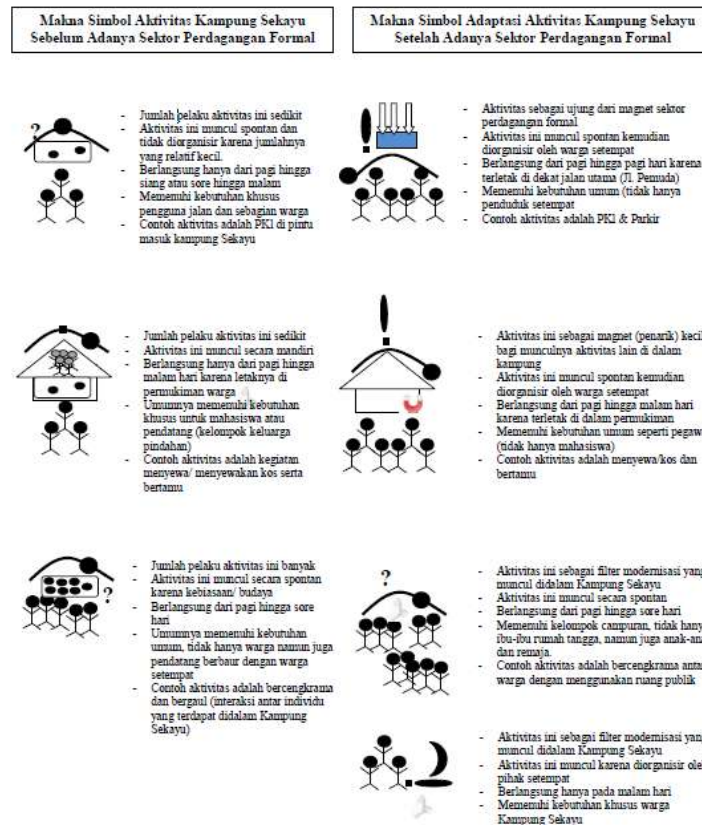 Makna Simbol Aktivitas Kampung Sekayu
Sebelum Adanya Sektor Perdagangan Formal
?
- Jumlah pelaku aktivitas ini sedikit
- Aktivitas ini muncul spontan dan
tidak diorganisir karena jumlahnya
yang relatif kecil.
- Berlangsung hanya dari pagi hingga
siang atau sore hingga malam
- Memenuhi kebutuhan khusus
pengguna jalan dan sebagian warga
- Contoh aktivitas adalah PKl di pintu
masuk kampung Sekayu
- Jumlah pelaku aktivitas ini sedikit
- Aktivitas ini muncul secara mandiri
- Berlangsung hanya dari pagi hingga
malam hari karena letaknya di
permukiman warga
- Umumnya memenuhi kebutuhan
khusus untuk mahasiswa atau
pendatang (kelompok keluarga
pindahan)
- Contoh aktivitas adalah kegiatan
menyewa/ menyewakan kos serta
bertamu
?
- Jumlah pelaku aktivitas ini banyak
- Aktivitas ini muncul secara spontan
karena kebiasaan/ budaya
- Berlangsung dari pagi hingga sore
hari
- Umumnya memenuhi kebutuhan
umum, tidak hanya warga namun juga
pendatang berbaur dengan warga
setempat
- Contoh aktivitas adalah bercengkrama
dan bergaul (interaksi antar individu
yang terdapat didalam Kampung
Sekayu)
Makna Simbol Adaptasi Aktivitas Kampung Sekayu
Setelah Adanya Sektor Perdagangan Formal
- Aktivitas sebagai ujung dari magnet sektor
perdagangan formal
- Aktivitas ini muncul spontan kemudian
diorganisir oleh warga setempat
- Berlangsung dari pagi hingga pagi hari karena
terletak di dekat jalan utama (Jl. Pemuda)
- Memenuhi kebutuhan umum (tidak hanya
penduduk setempat
- Contoh aktivitas adalah PKl & Parkir
- Aktivitas ini sebagai magnet (penarik) kecil
bagi munculnya aktivitas lain di dalam
kampung
- Aktivitas ini muncul spontan kemudian
diorganisir oleh warga setempat
- Berlangsung dari pagi hingga malam hari
karena terletak di dalam permukiman
- Memenuhi kebutuhan umum seperti
(tidak hanya mahasiswa)
- Contoh aktivitas adalah menyewa/kos dan
bertamu
?
- Aktivitas ini sebagai filter modernisasi
muncul didalam Kampung Sekayu
- Aktivitas ini muncul secara spontan
- Berlangsung dari pagi hingga sore hari
- Memenuhi kelompok campuran, tidak
ibu-ibu rumah tangga, namun juga
dan remaja.
- Contoh aktivitas adalah bercengkrama
warga dengan menggunakan ruang publik
- Aktivitas ini sebagai filter modernisasi
muncul didalam Kampung Sekayu
- Aktivitas ini muncul karena diorganisir
pihak setempat
- Berlangsung hanya pada malam hari
- Memenuhi kebutuhan khusus warga
Kampung Sekayu